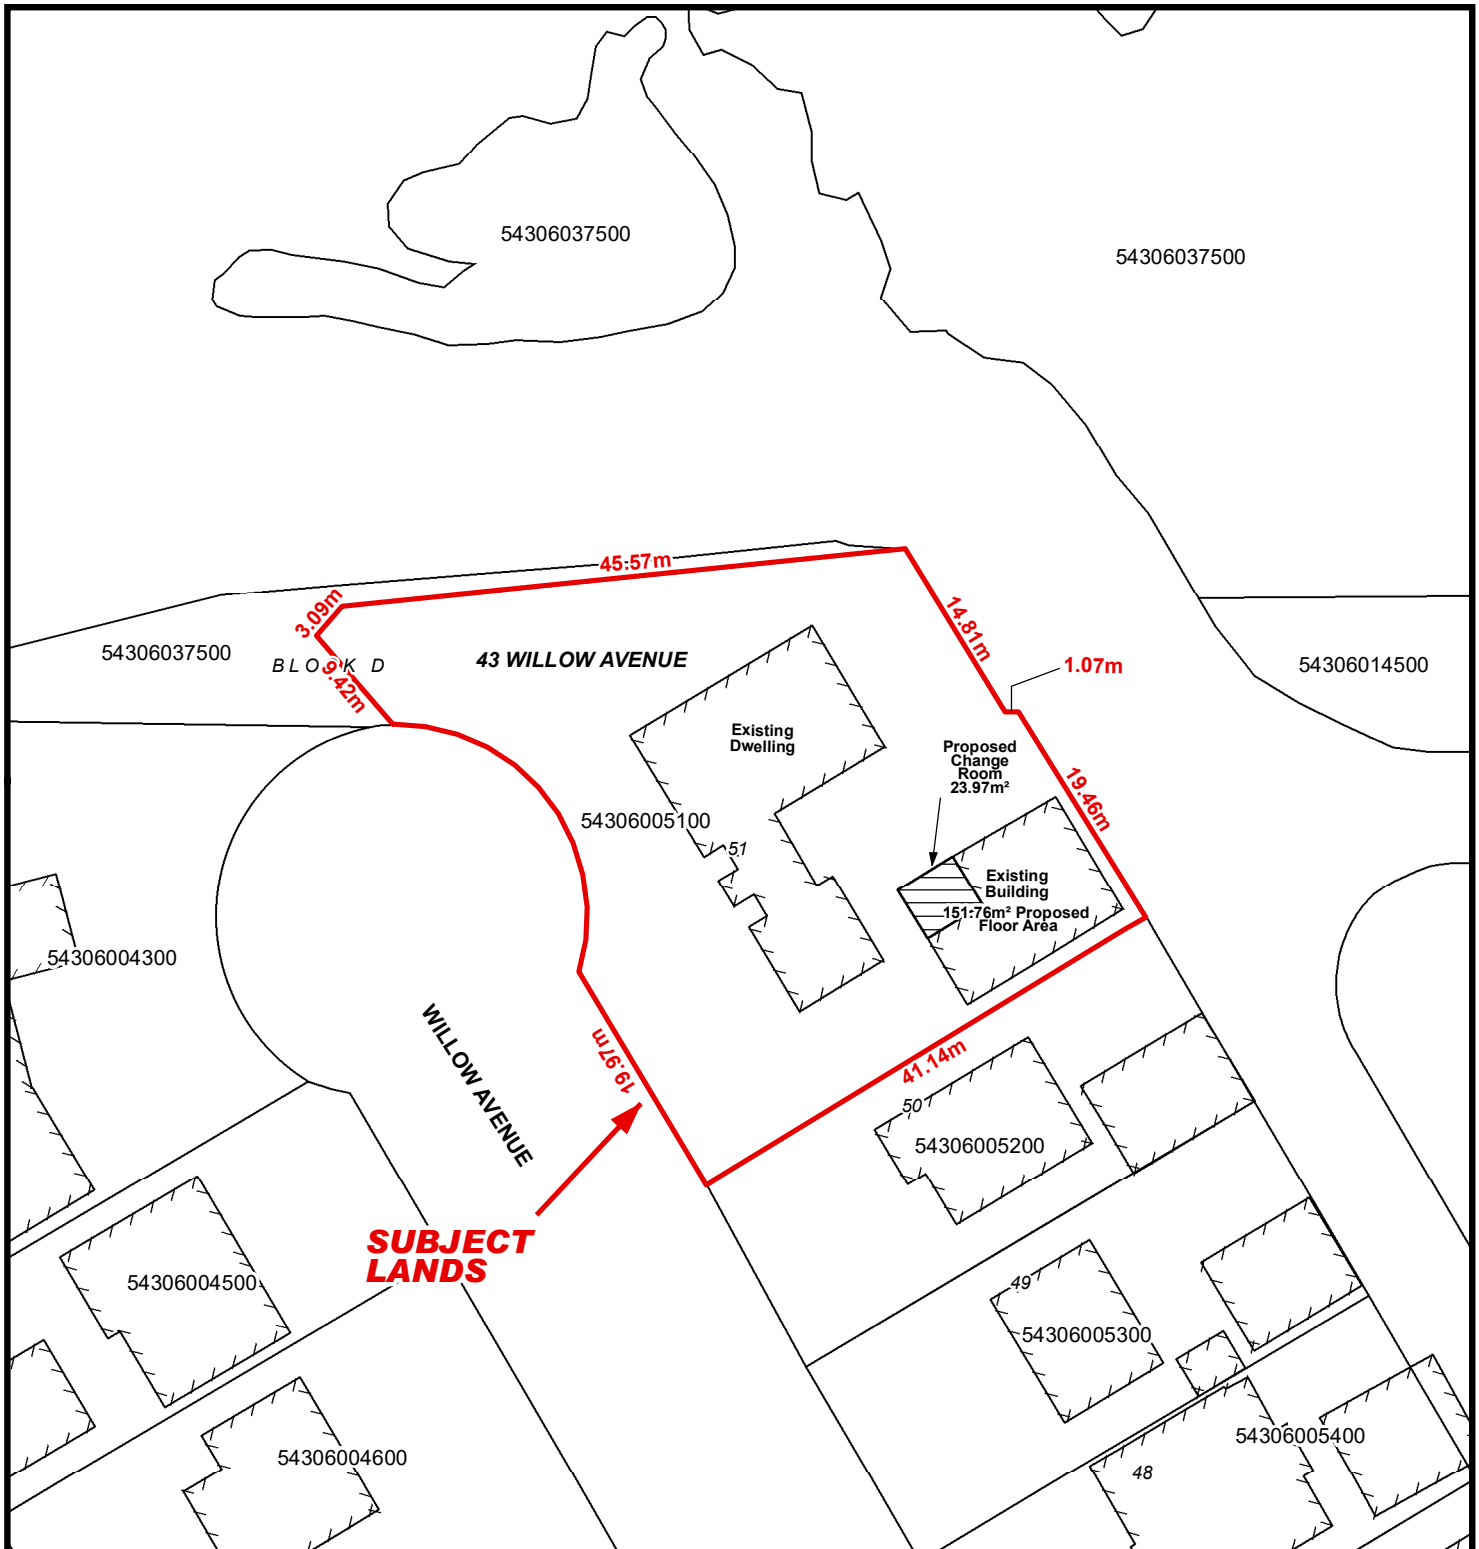 54306037500
54306037500
45.57m
3.09m
14.81m
54306037500
BLOCK D
9.42m
43 WILLOW AVENUE
1.07m
54306014500
Existing
Dwelling
Proposed
Change
Room
23.97m²
19.46m
54306005100
51
Existing
Building
151.76m² Proposed
Floor Area
54306004300
WILLOW AVENUE
19.97m
41.14m
50
54306005200
SUBJECT
LANDS
54306004500
49
54306005300
54306005400
54306004600
48